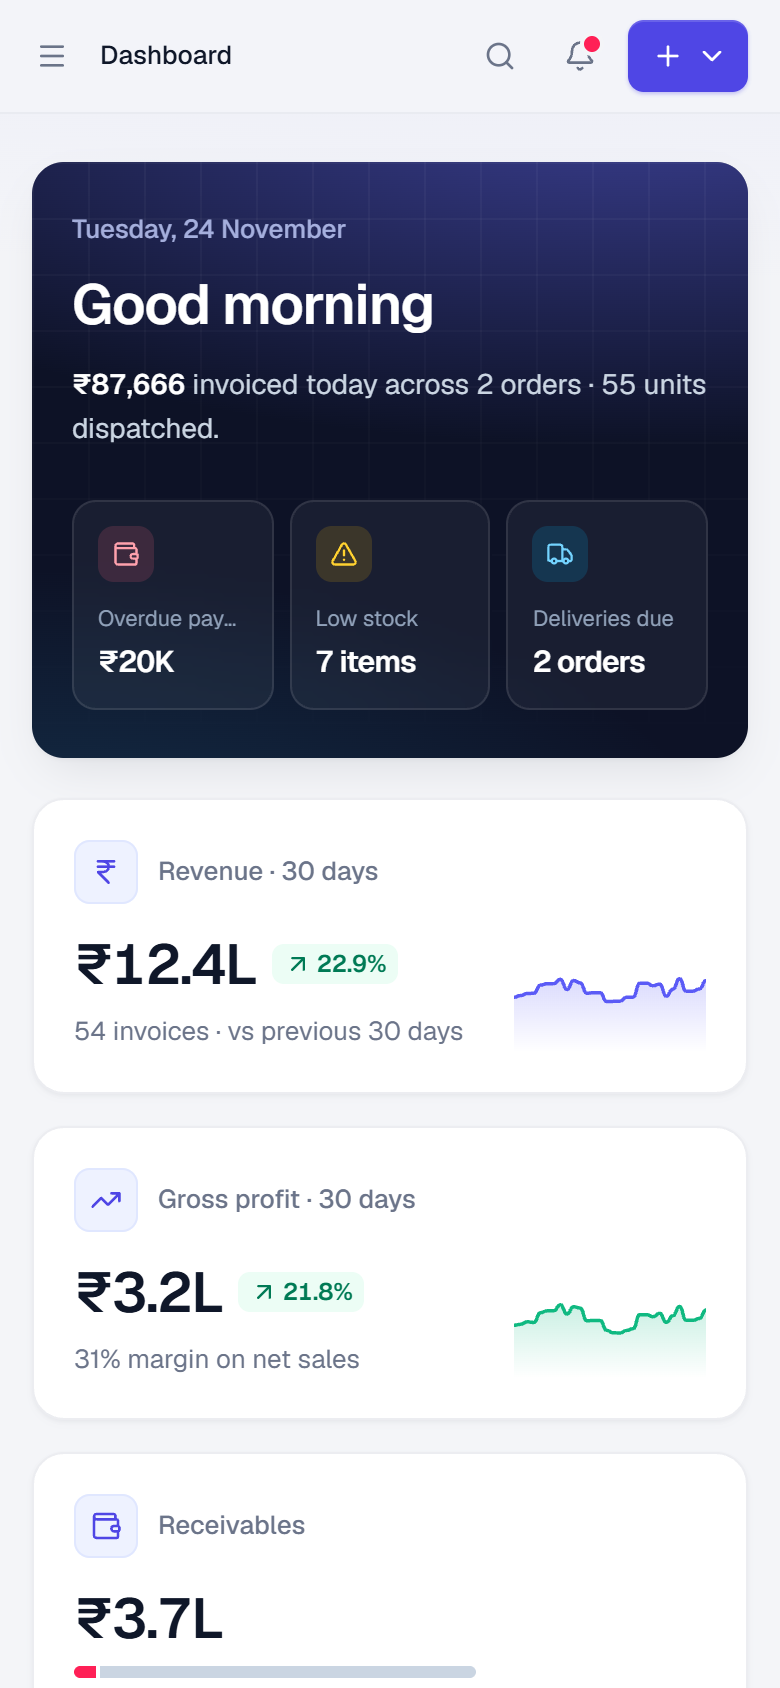 Dashboard
Tuesday, 24 November
Good morning
₹87,666 invoiced today across 2 orders · 55 units
dispatched.
Overdue pay...
₹20K
Low stock
7 items
Deliveries due
2 orders
₹ Revenue · 30 days
₹12.4L 22.9%
54 invoices · vs previous 30 days
Gross profit · 30 days
₹3.2L 21.8%
31% margin on net sales
Receivables
₹3.7L